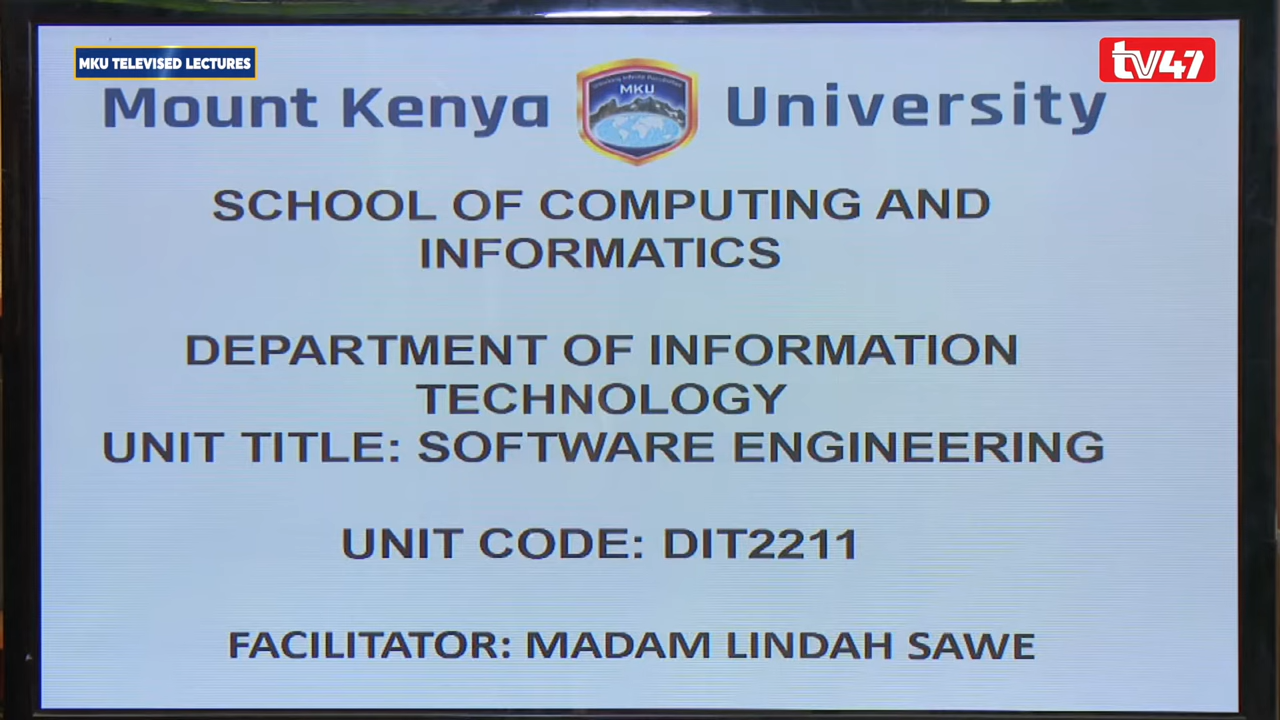 MKU TELEVISED LECTURES
tv47
Mount Kenya University
MKU
SCHOOL OF COMPUTING AND
INFORMATICS
DEPARTMENT OF INFORMATION
TECHNOLOGY
UNIT TITLE: SOFTWARE ENGINEERING
UNIT CODE: DIT2211
FACILITATOR: MADAM LINDAH SAWE